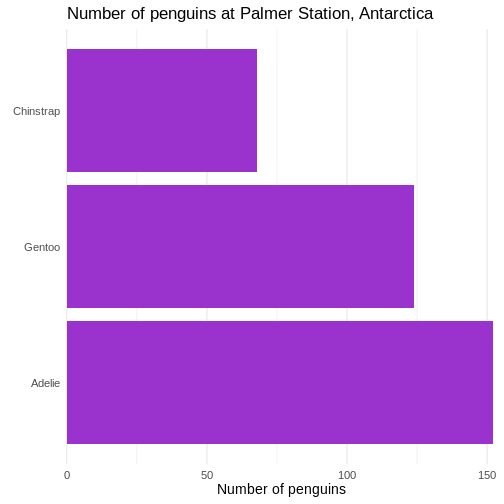 Number of penguins at Palmer Station, Antarctica
Chinstrap
Gentoo
Adelie
0 50 100 150
Number of penguins